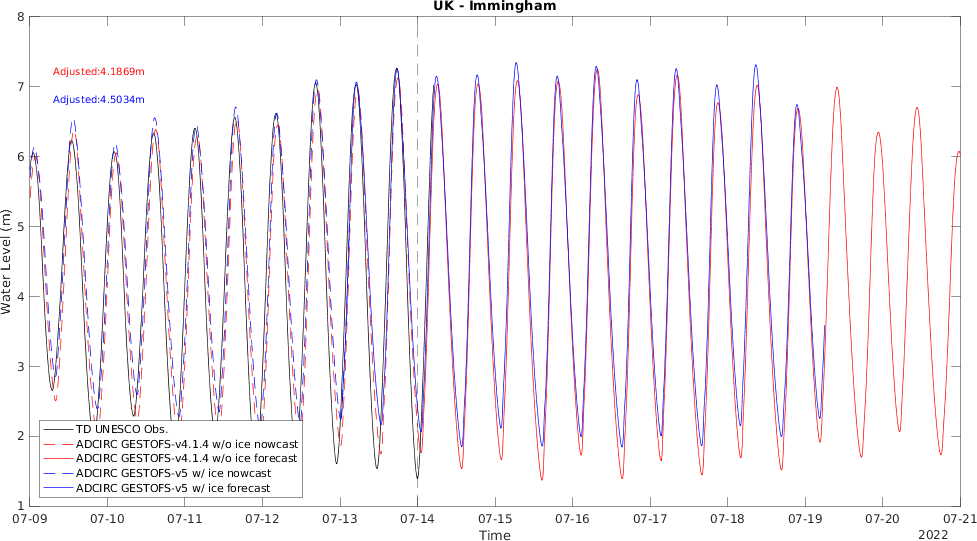 UK - Immingham
8
7
6
5
4
3
2
1
Water Level (m)
Adjusted:4.1869m
Adjusted:4.5034m
TD UNESCO Obs.
ADCIRC GESTOFS-v4.1.4 w/o ice nowcast
ADCIRC GESTOFS-v4.1.4 w/o ice forecast
ADCIRC GESTOFS-v5 w/ ice nowcast
ADCIRC GESTOFS-v5 w/ ice forecast
07-09 07-10 07-11 07-12 07-13 07-14 07-15 07-16 07-17 07-18 07-19 07-20 07-21
Time
2022